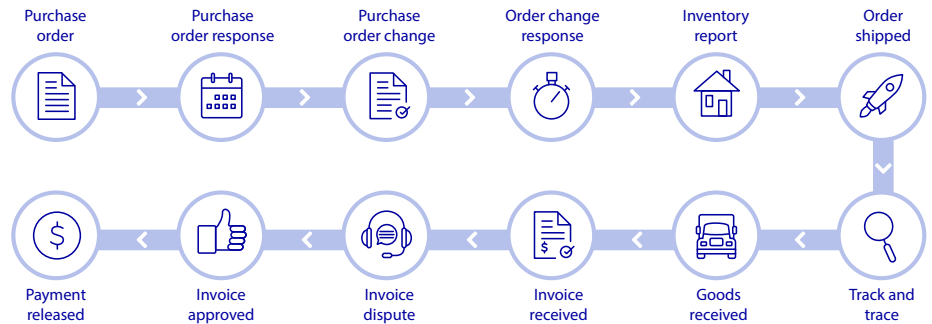 Purchase
order
Purchase
order response
Purchase
order change
Order change
response
Inventory
report
Order
shipped
$
$
Payment
released
Invoice
approved
Invoice
dispute
Invoice
received
Goods
received
Track and
trace